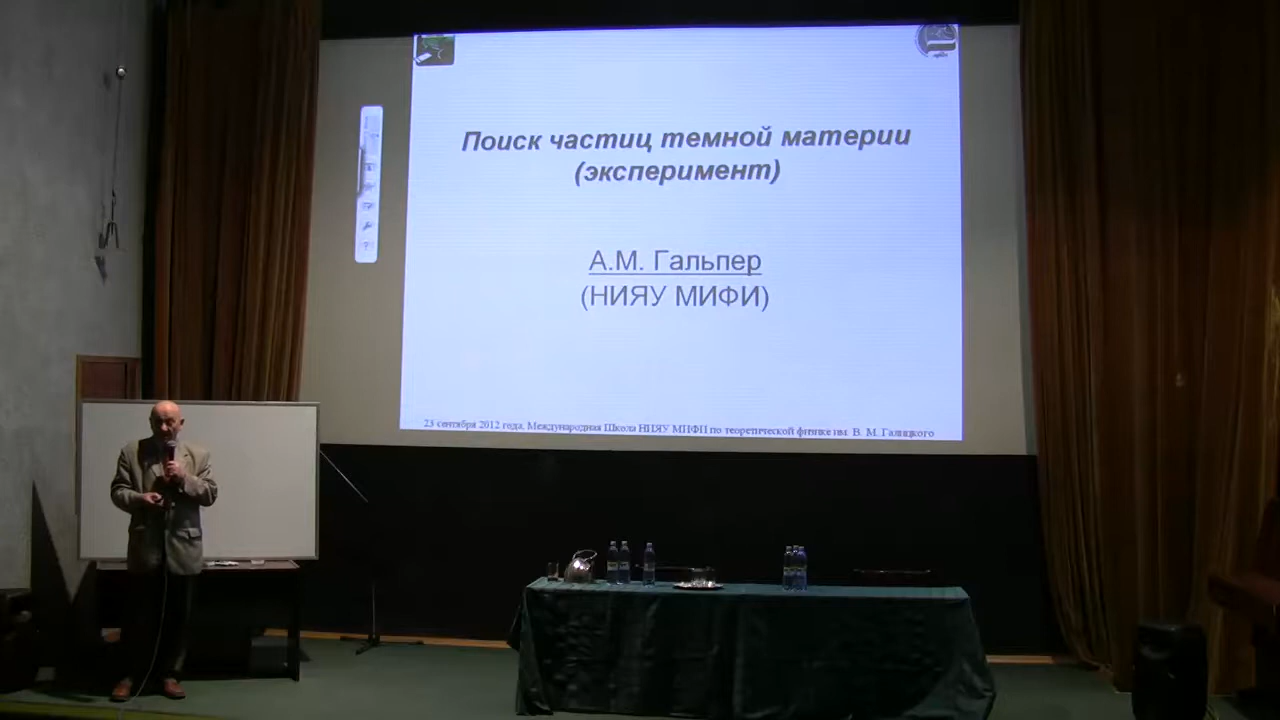 Поиск частиц темной материи
(эксперимент)
А.М. Гальпер
(НИЯУ МИФИ)
23 сентября 2012 года, Международная Школа НИЯУ МИФИ по теоретической физике им. В. М. Галицкого